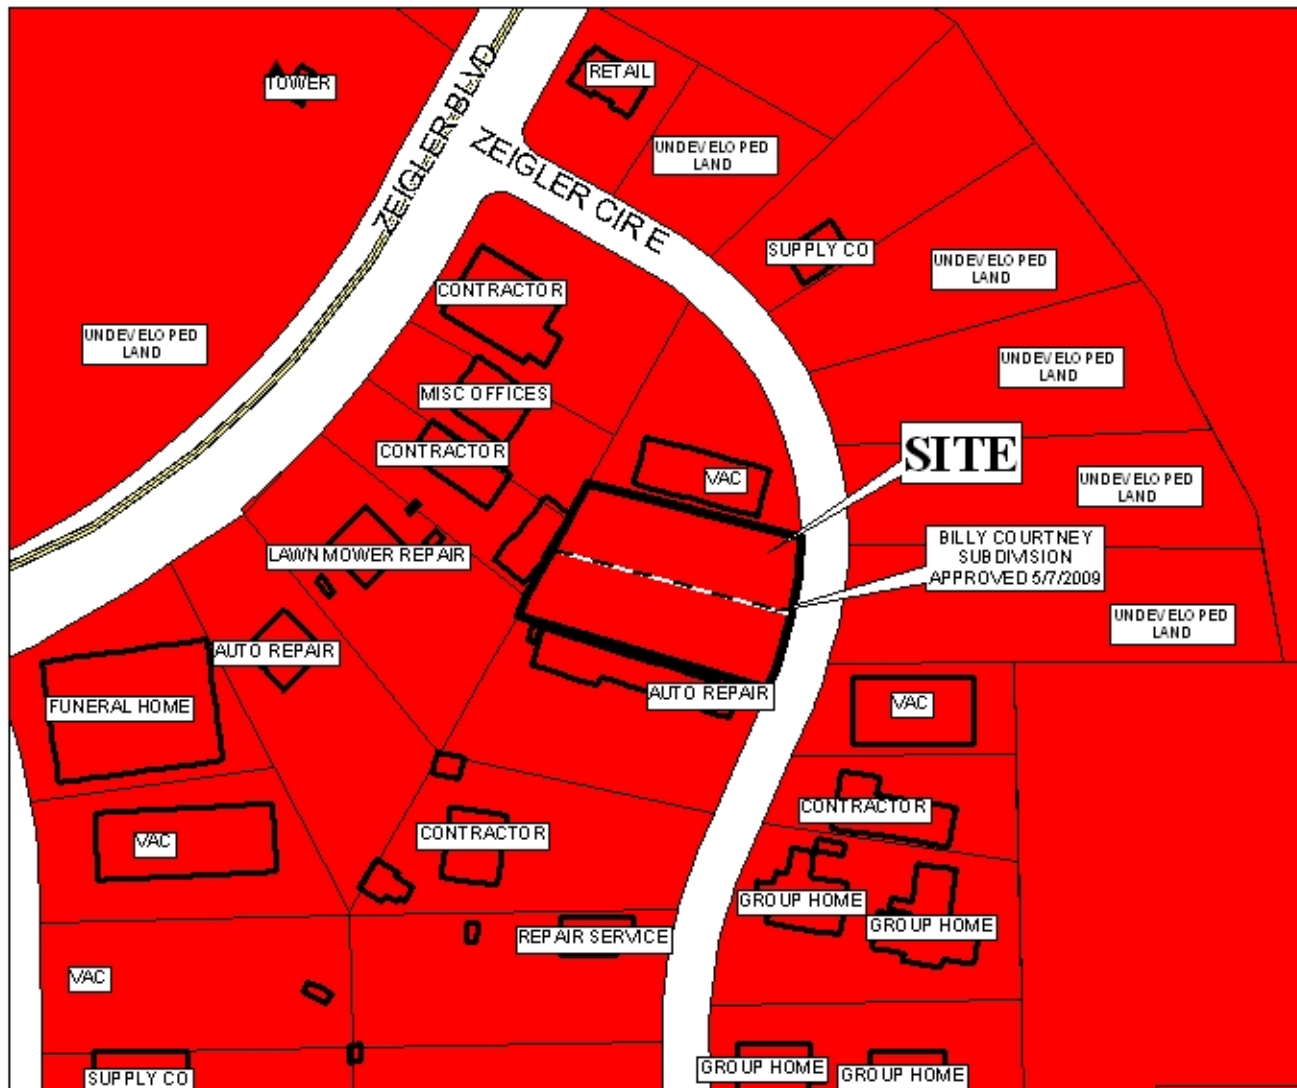 TOWER
ZEIGLER BLVD
RETAIL
ZEIGLER CIR E
UNDEVELOPED
LAND
SUPPLY CO
UNDEVELOPED
LAND
CONTRACTOR
UNDEVELOPED
LAND
UNDEVELOPED
LAND
MISC OFFICES
CONTRACTOR
SITE
VAC
UNDEVELOPED
LAND
LAWN MOWER REPAIR
BILLY COURTNEY
SUBDIVISION
APPROVED 5/7/2009
UNDEVELOPED
LAND
AUTO REPAIR
FUNERAL HOME
AUTO REPAIR
VAC
CONTRACTOR
VAC
CONTRACTOR
GROUP HOME
GROUP HOME
REPAIR SERVICE
VAC
SUPPLY CO
GROUP HOME
GROUP HOME